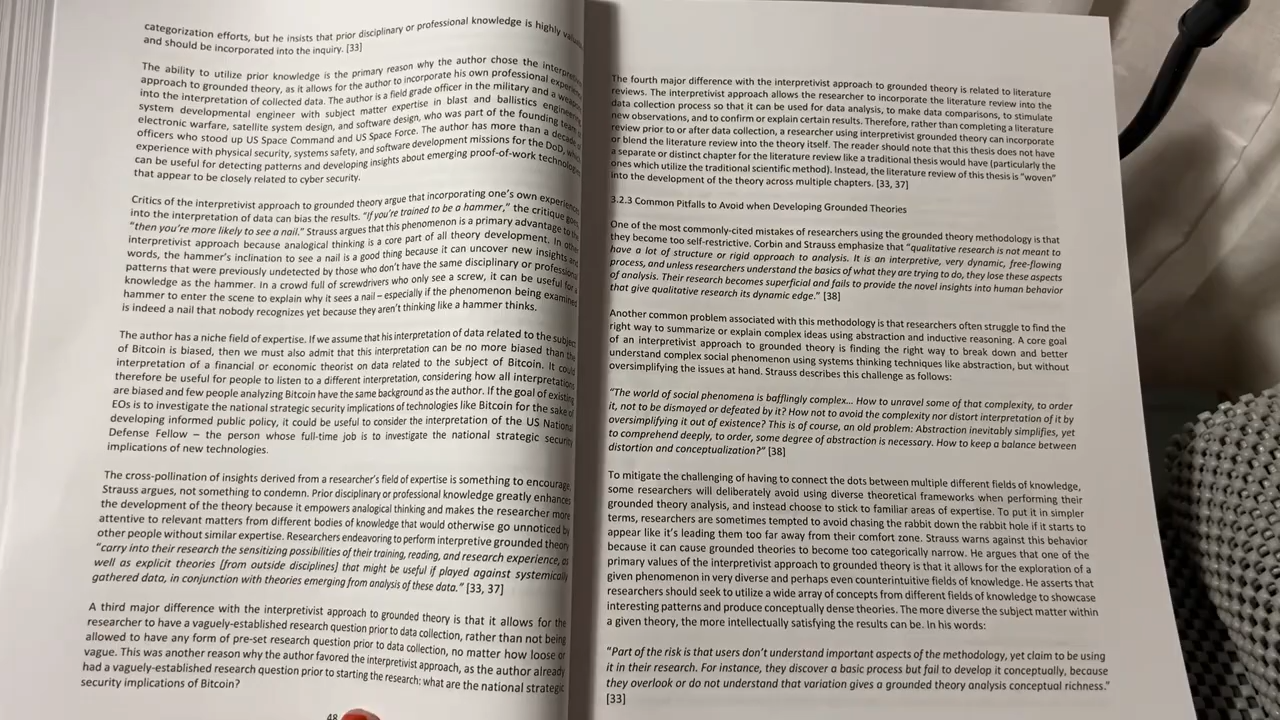 categorization efforts, but he insists that prior disciplinary or professional knowledge is highly
and should be incorporated into the inquiry. [33]
The ability to utilize prior knowledge is the primary reason why the author chose the
approach to grounded theory, as it allows for the author to incorporate his own professional
into the interpretation of collected data. The author is a field grade officer in the military and a
system developmental engineer with subject matter expertise in blast and ballistics
electronic warfare, satellite system design, and software design, who was part of the founding
officers who stood up US Space Command and US Space Force. The author has more than a decade
experience with physical security, systems safety, and software development missions for the DoD,
can be useful for detecting patterns and developing insights about emerging proof-of-work
that appear to be closely related to cyber security.
Critics of the interpretivist approach to grounded theory argue that incorporating one's own
into the interpretation of data can bias the results. "If you're trained to be a hammer," the critique
"then you're more likely to see a nail." Strauss argues that this phenomenon is a primary advantage to
interpretivist approach because analogical thinking is a core part of all theory development. In
words, the hammer's inclination to see a nail is a good thing because it can uncover new insights
patterns that were previously undetected by those who don't have the same disciplinary or professional
knowledge as the hammer. In a crowd full of screwdrivers who only see a screw, it can be useful for
hammer to enter the scene to explain why it sees a nail – especially if the phenomenon being examined
is indeed a nail that nobody recognizes yet because they aren't thinking like a hammer thinks.
The author has a niche field of expertise. If we assume that his interpretation of data related to the subject
of Bitcoin is biased, then we must also admit that this interpretation can be no more biased than the
interpretation of a financial or economic theorist on data related to the subject of Bitcoin. It could
therefore be useful for people to listen to a different interpretation, considering how all interpretations
are biased and few people analyzing Bitcoin have the same background as the author. If the goal of existing
EOs is to investigate the national strategic security implications of technologies like Bitcoin for the sake of
developing informed public policy, it could be useful to consider the interpretation of the US National
Defense Fellow – the person whose full-time job is to investigate the national strategic security
implications of new technologies.
The cross-pollination of insights derived from a researcher's field of expertise is something to encourage,
Strauss argues, not something to condemn. Prior disciplinary or professional knowledge greatly enhances
the development of the theory because it empowers analogical thinking and makes the researcher more
attentive to relevant matters from different bodies of knowledge that would otherwise go unnoticed by
other people without similar expertise. Researchers endeavoring to perform interpretive grounded theory
"carry into their research the sensitizing possibilities of their training, reading, and research experience, as
well as explicit theories [from outside disciplines] that might be useful if played against systematically
gathered data, in conjunction with theories emerging from analysis of these data." [33, 37]
A third major difference with the interpretivist approach to grounded theory is that it allows for the
researcher to have a vaguely-established research question prior to data collection, rather than not being
allowed to have any form of pre-set research question prior to data collection, no matter how loose or
vague. This was another reason why the author favored the interpretivist approach, as the author already
had a vaguely-established research question prior to starting the research: what are the national strategic
security implications of Bitcoin?
48
The fourth major difference with the interpretivist approach to grounded theory is related to literature
reviews. The interpretivist approach allows the researcher to incorporate the literature review into the
data collection process so that it can be used for data analysis, to make data comparisons, to stimulate
new observations, and to confirm or explain certain results. Therefore, rather than completing a literature
review prior to or after data collection, a researcher using interpretivist grounded theory can incorporate
or blend the literature review into the theory itself. The reader should note that this thesis does not have
a separate or distinct chapter for the literature review like a traditional thesis would have (particularly the
ones which utilize the traditional scientific method). Instead, the literature review of this thesis is "woven"
into the development of the theory across multiple chapters. [33, 37]
3.2.3 Common Pitfalls to Avoid when Developing Grounded Theories
One of the most commonly-cited mistakes of researchers using the grounded theory methodology is that
they become too self-restrictive. Corbin and Strauss emphasize that "qualitative research is not meant to
have a lot of structure or rigid approach to analysis. It is an interpretive, very dynamic, free-flowing
process, and unless researchers understand the basics of what they are trying to do, they lose these aspects
of analysis. Their research becomes superficial and fails to provide the novel insights into human behavior
that give qualitative research its dynamic edge." [38]
Another common problem associated with this methodology is that researchers often struggle to find the
right way to summarize or explain complex ideas using abstraction and inductive reasoning. A core goal
of an interpretivist approach to grounded theory is finding the right way to break down and better
understand complex social phenomenon using systems thinking techniques like abstraction, but without
oversimplifying the issues at hand. Strauss describes this challenge as follows:
"The world of social phenomena is bafflingly complex... How to unravel some of that complexity, to order
it, not to be dismayed or defeated by it? How not to avoid the complexity nor distort interpretation of it by
oversimplifying it out of existence? This is of course, an old problem: Abstraction inevitably simplifies, yet
to comprehend deeply, to order, some degree of abstraction is necessary. How to keep a balance between
distortion and conceptualization?" [38]
To mitigate the challenging of having to connect the dots between multiple different fields of knowledge,
some researchers will deliberately avoid using diverse theoretical frameworks when performing their
grounded theory analysis, and instead choose to stick to familiar areas of expertise. To put it in simpler
terms, researchers are sometimes tempted to avoid chasing the rabbit down the rabbit hole if it starts to
appear like it's leading them too far away from their comfort zone. Strauss warns against this behavior
because it can cause grounded theories to become too categorically narrow. He argues that one of the
primary values of the interpretivist approach to grounded theory is that it allows for the exploration of a
given phenomenon in very diverse and perhaps even counterintuitive fields of knowledge. He asserts that
researchers should seek to utilize a wide array of concepts from different fields of knowledge to showcase
interesting patterns and produce conceptually dense theories. The more diverse the subject matter within
a given theory, the more intellectually satisfying the results can be. In his words:
"Part of the risk is that users don't understand important aspects of the methodology, yet claim to be using
it in their research. For instance, they discover a basic process but fail to develop it conceptually, because
they overlook or do not understand that variation gives a grounded theory analysis conceptual richness."
[33]